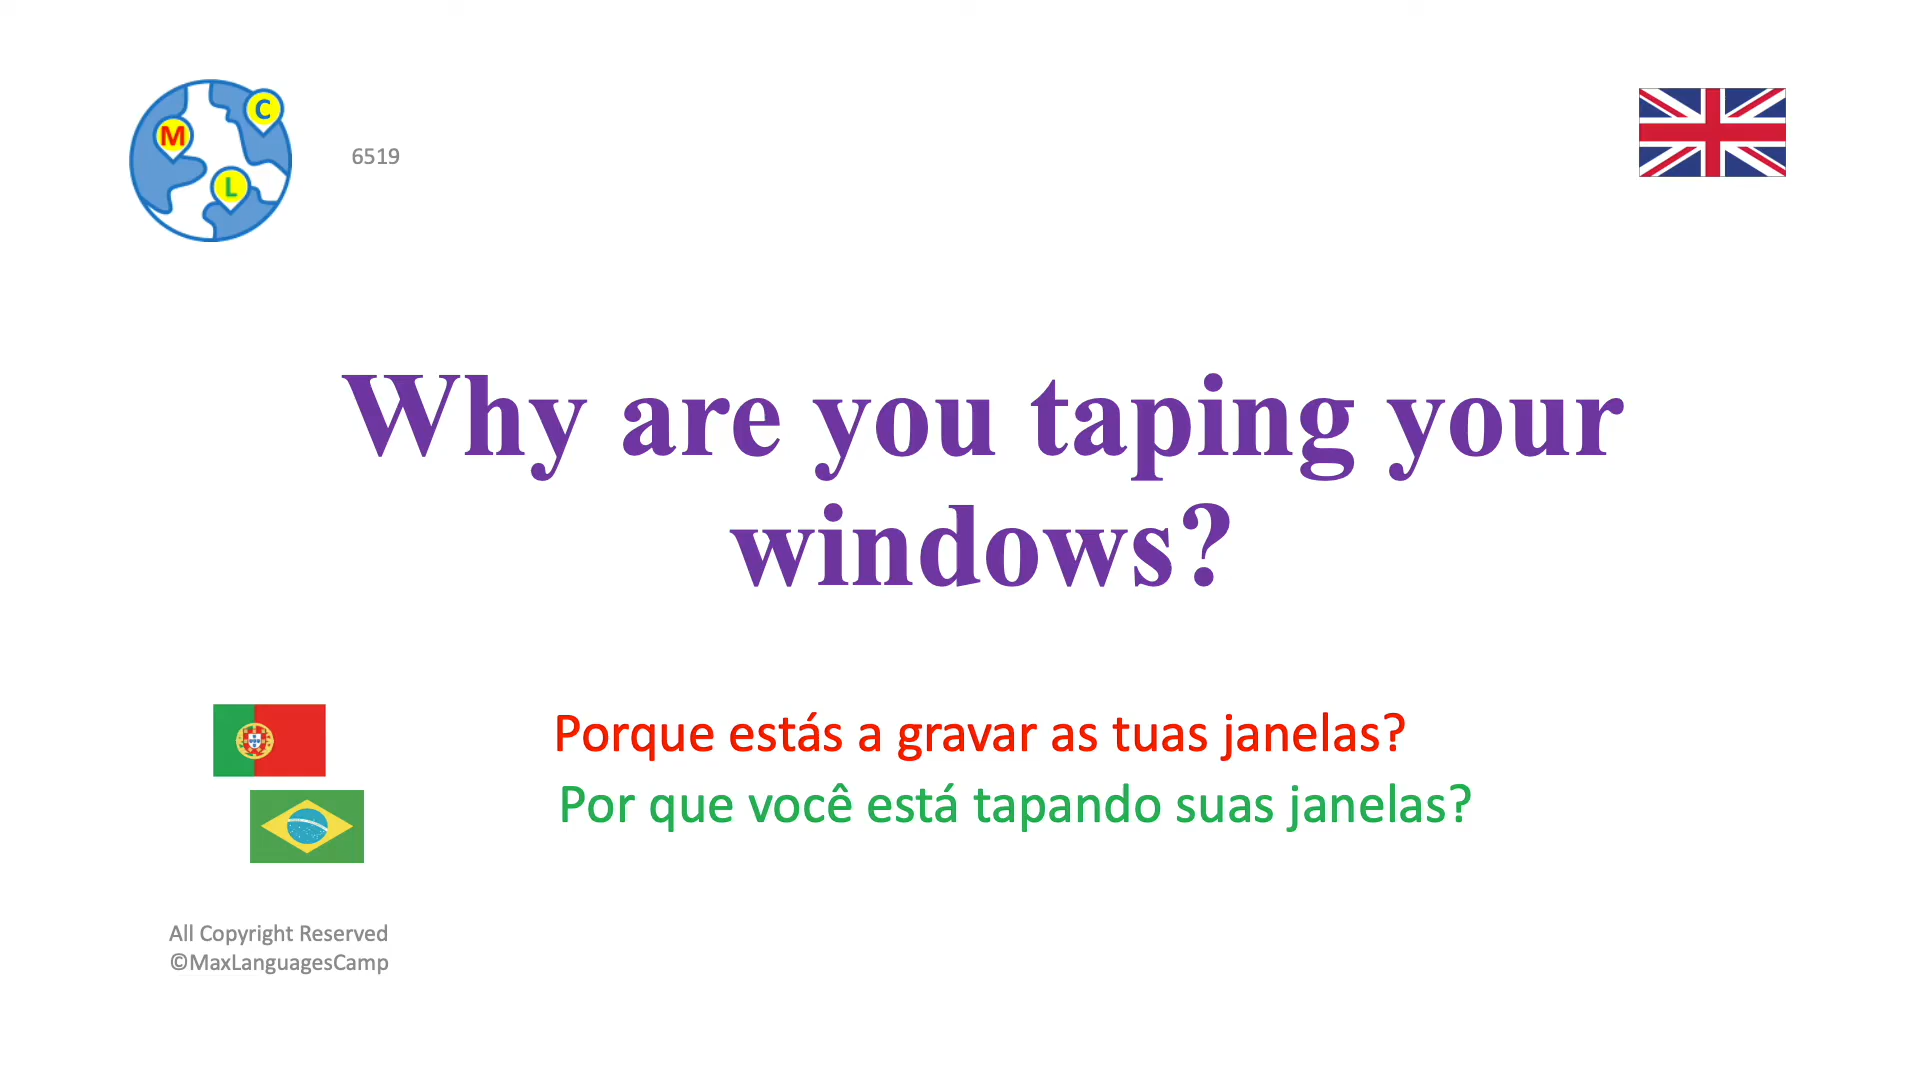 M
C
L
6519
Why are you taping your
windows?
Porque estás a gravar as tuas janelas?
Por que você está tapando suas janelas?
All Copyright Reserved
©MaxLanguagesCamp